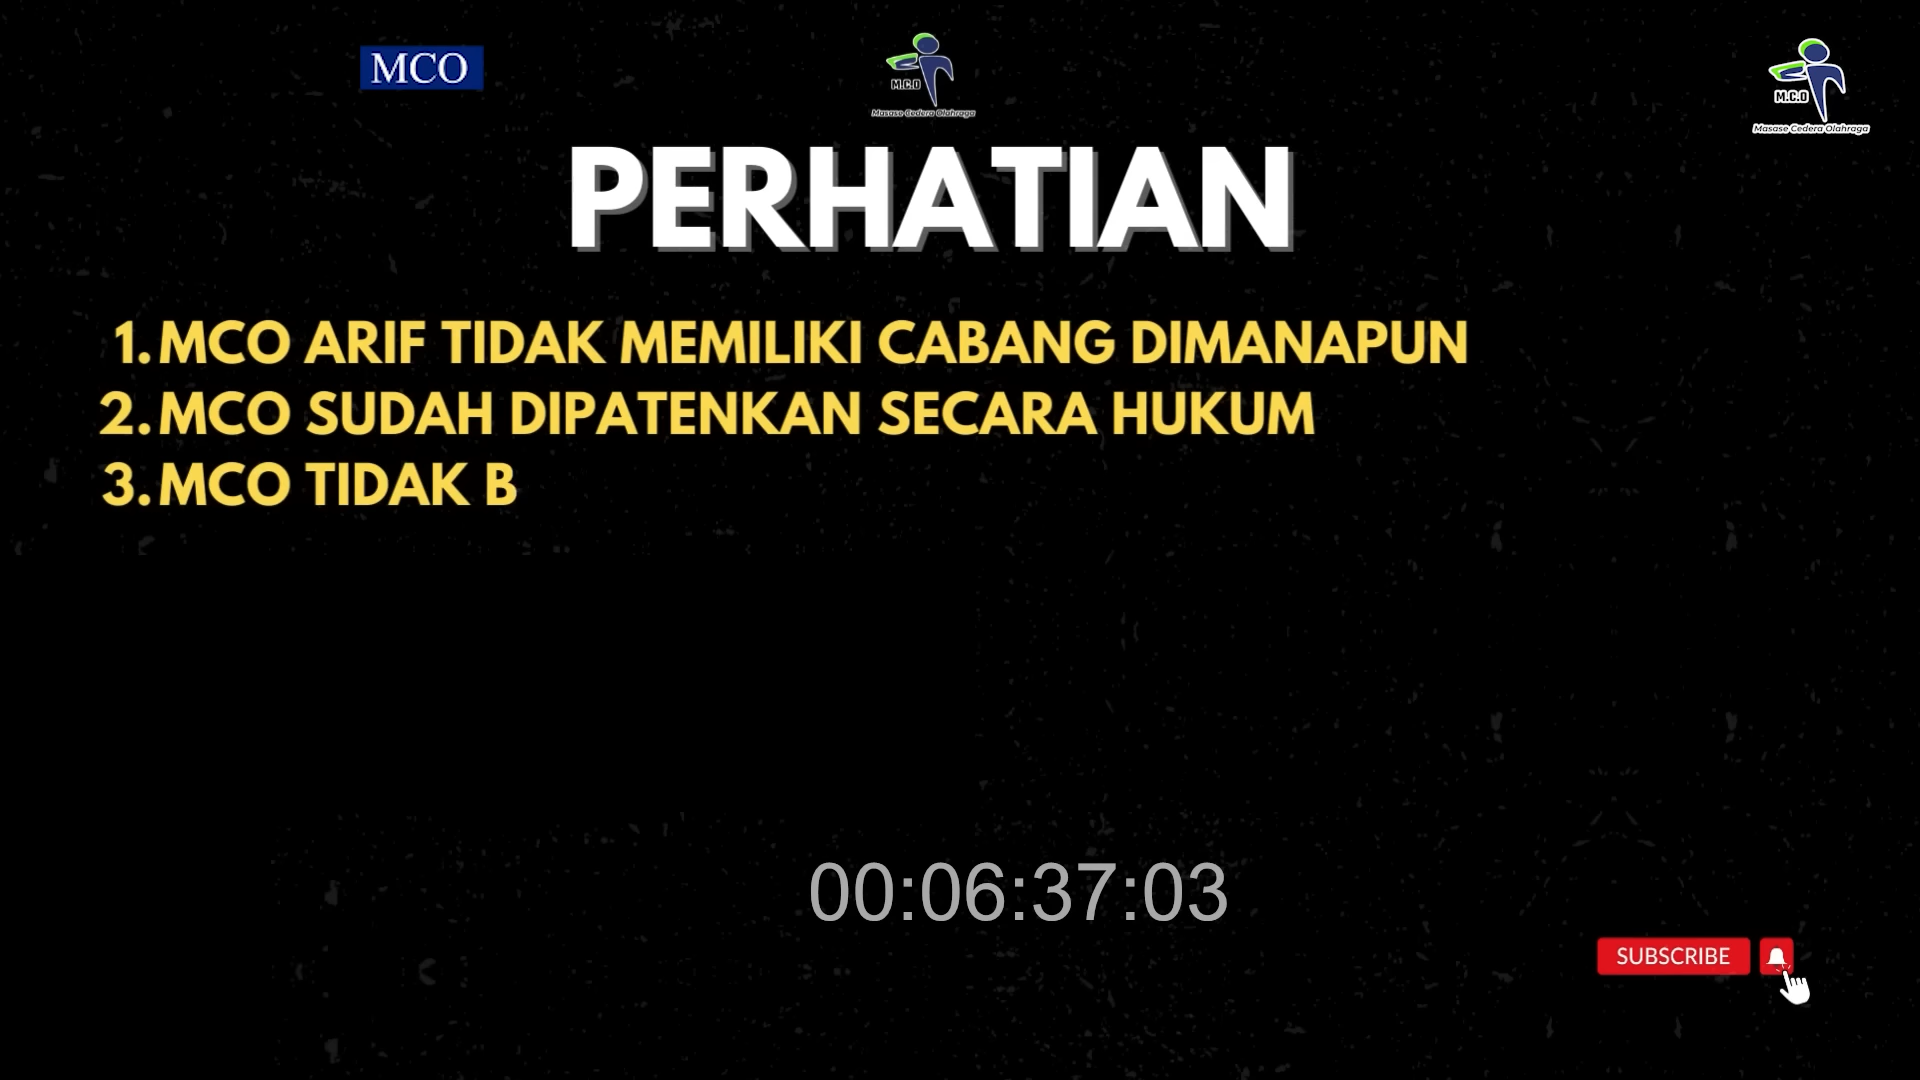 MCO
M.C.O
Masase Cedera Olahraga
M.C.O
Masase Cedera Olahraga
PERHATIAN
1. MCO ARIF TIDAK MEMILIKI CABANG DIMANAPUN
2. MCO SUDAH DIPATENKAN SECARA HUKUM
3. MCO TIDAK B
00:06:37:03
SUBSCRIBE